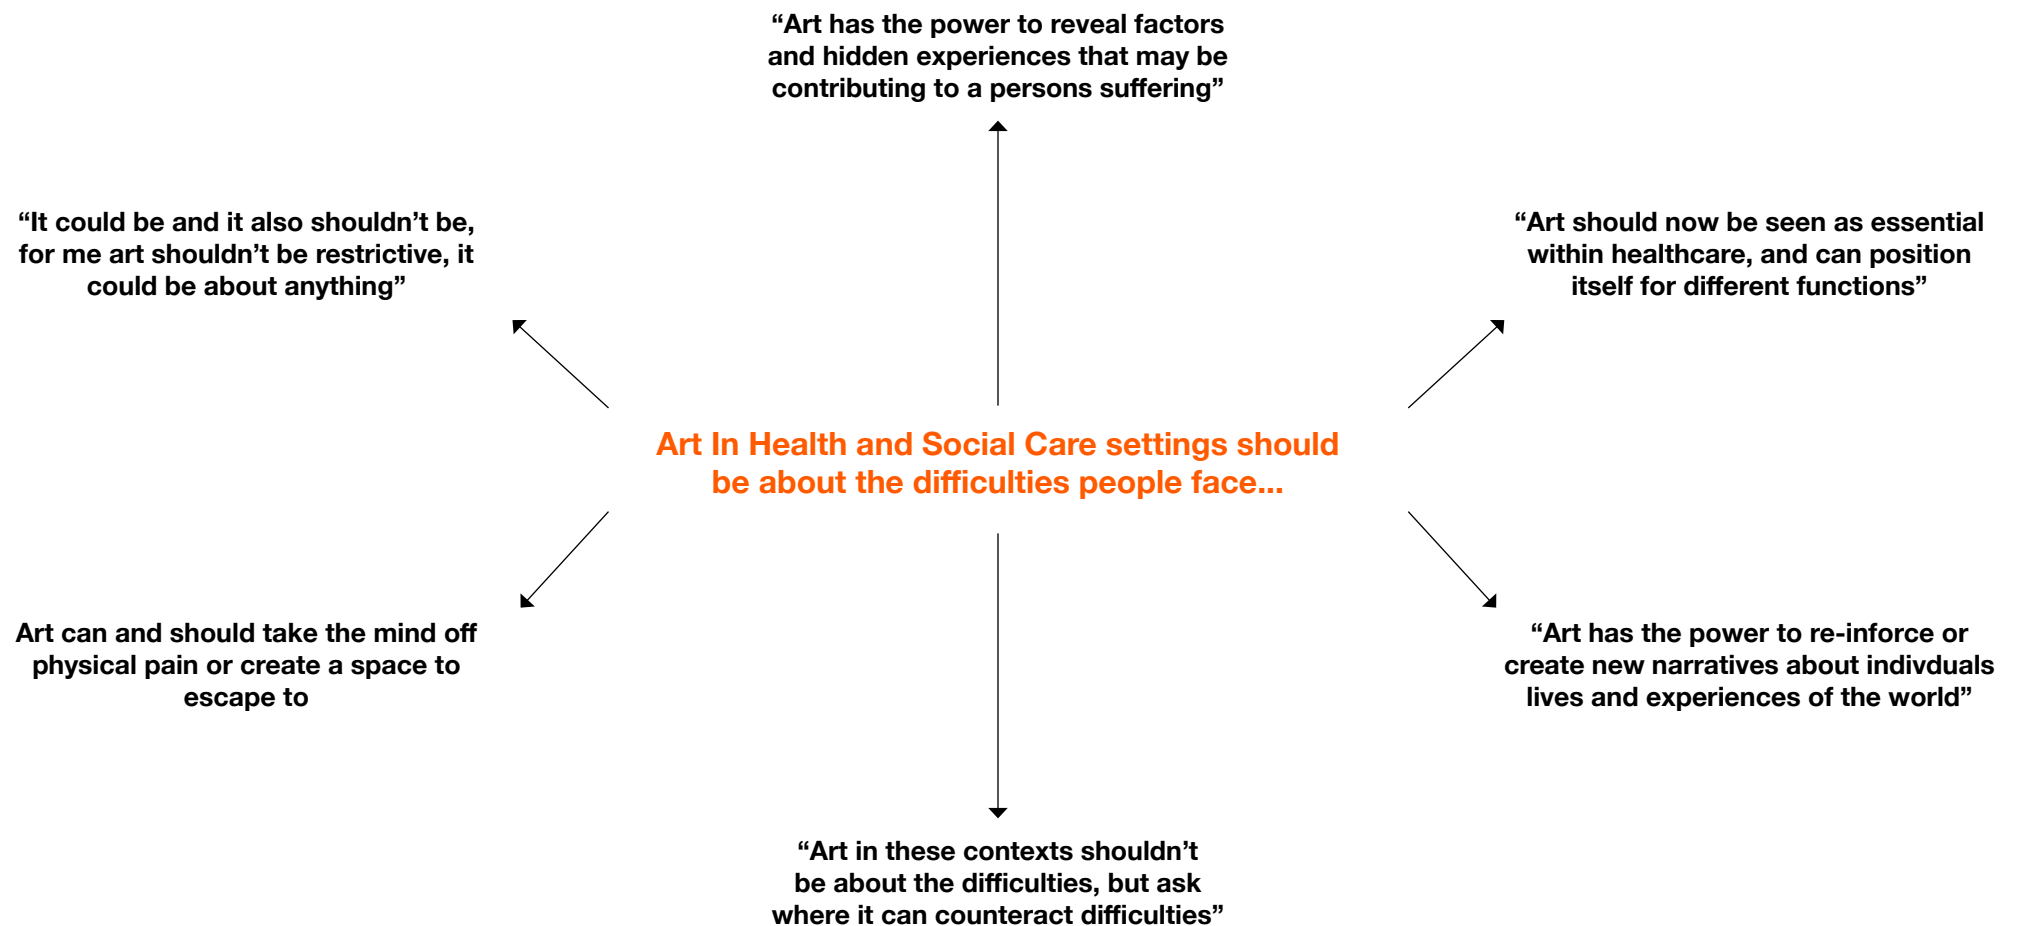 “Art has the power to reveal factors
and hidden experiences that may be
contributing to a persons suffering”
“It could be and it also shouldn’t be,
for me art shouldn’t be restrictive, it
could be about anything”
“Art should now be seen as essential
within healthcare, and can position
itself for different functions”
Art In Health and Social Care settings should
be about the difficulties people face...
Art can and should take the mind off
physical pain or create a space to
escape to
“Art has the power to re-inforce or
create new narratives about indivduals
lives and experiences of the world”
“Art in these contexts shouldn’t
be about the difficulties, but ask
where it can counteract difficulties”